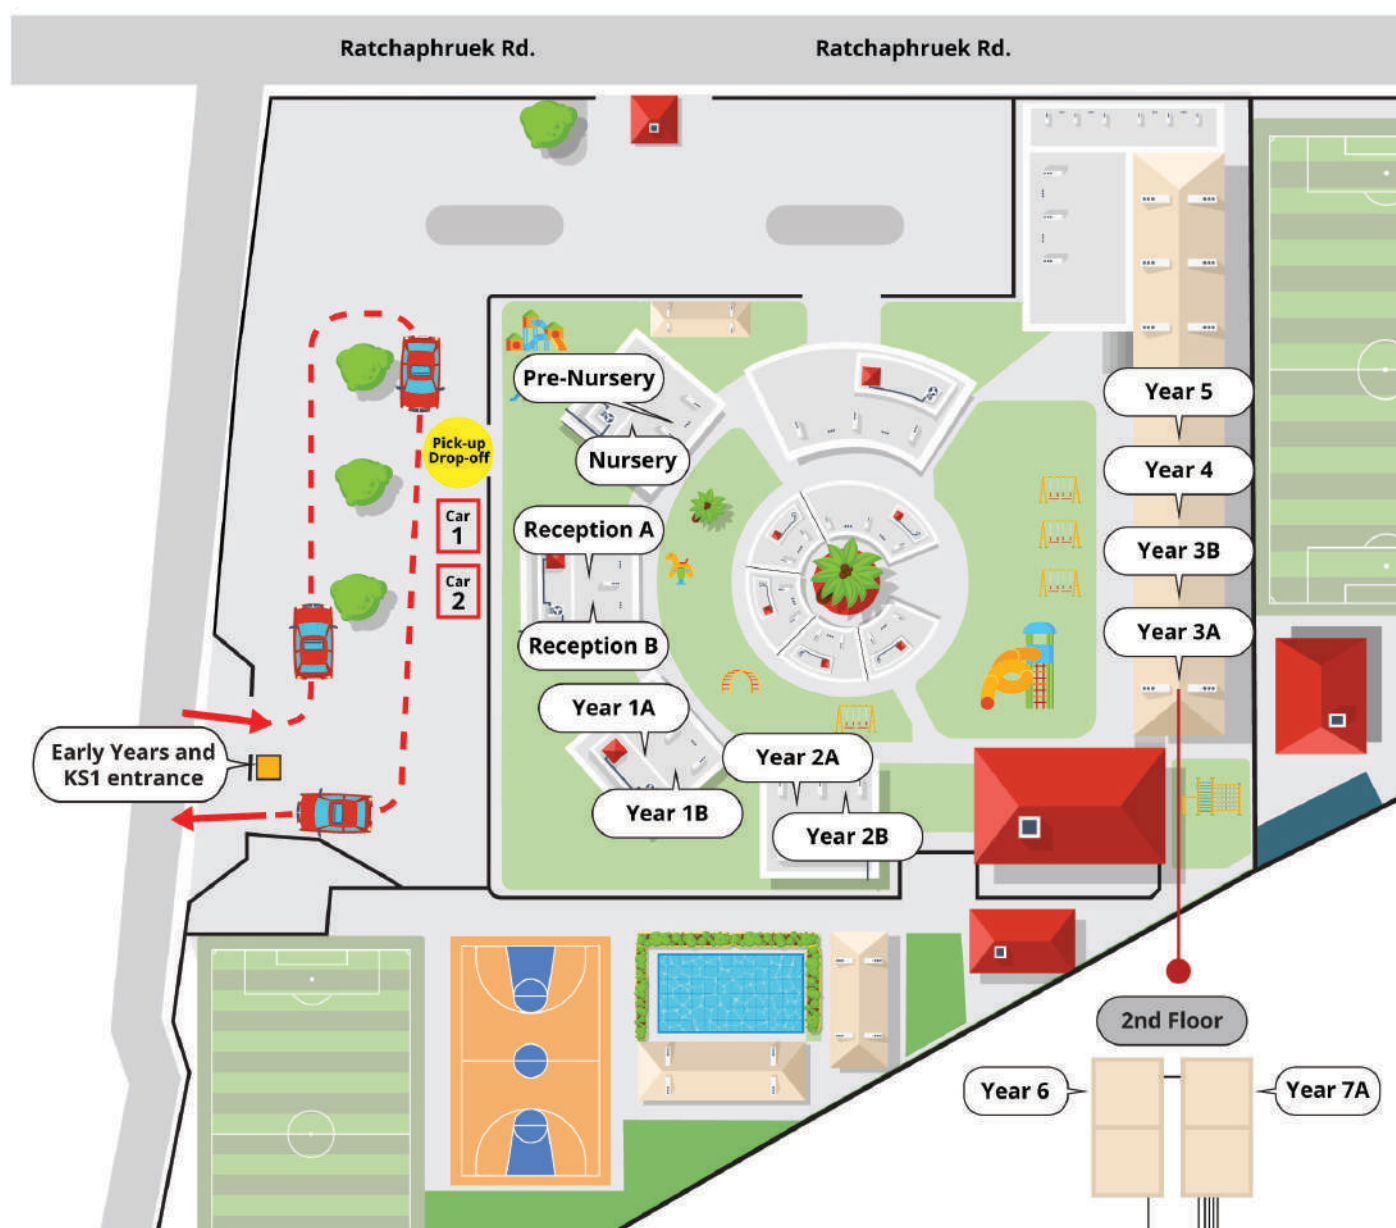 Ratchaphruek Rd.
Ratchaphruek Rd.
Pre-Nursery
Nursery
Pick-up
Drop-off
Car
1
Car
2
Reception A
Reception B
Year 5
Year 4
Year 3B
Year 3A
Early Years and
KS1 entrance
Year 1A
Year 1B
Year 2A
Year 2B
2nd Floor
Year 6
Year 7A